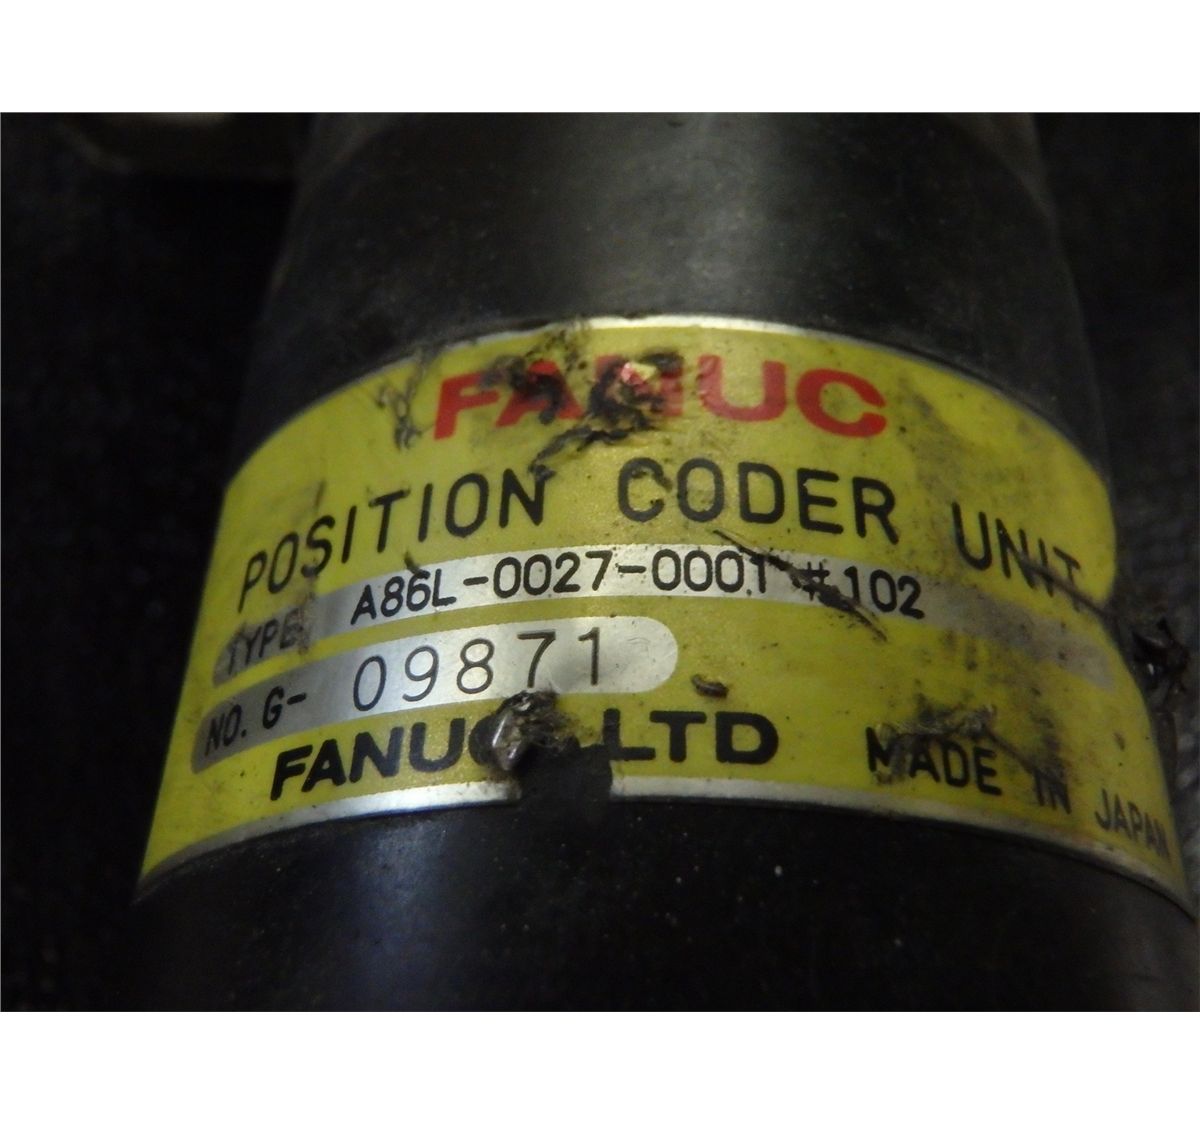 FANUC
POSITION CODER UNIT
TYPE A86L-0027-0001 #102
NO. G- 09871
FANUC LTD MADE IN JAPAN